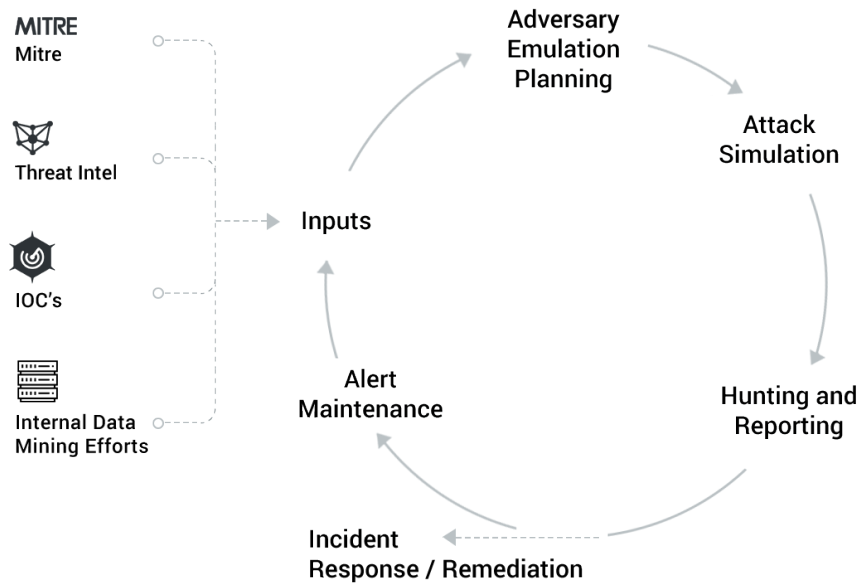 MITRE
Mitre
Threat Intel
IOC's
Internal Data
Mining Efforts
Inputs
Adversary
Emulation
Planning
Attack
Simulation
Hunting and
Reporting
Incident
Response / Remediation
Alert
Maintenance